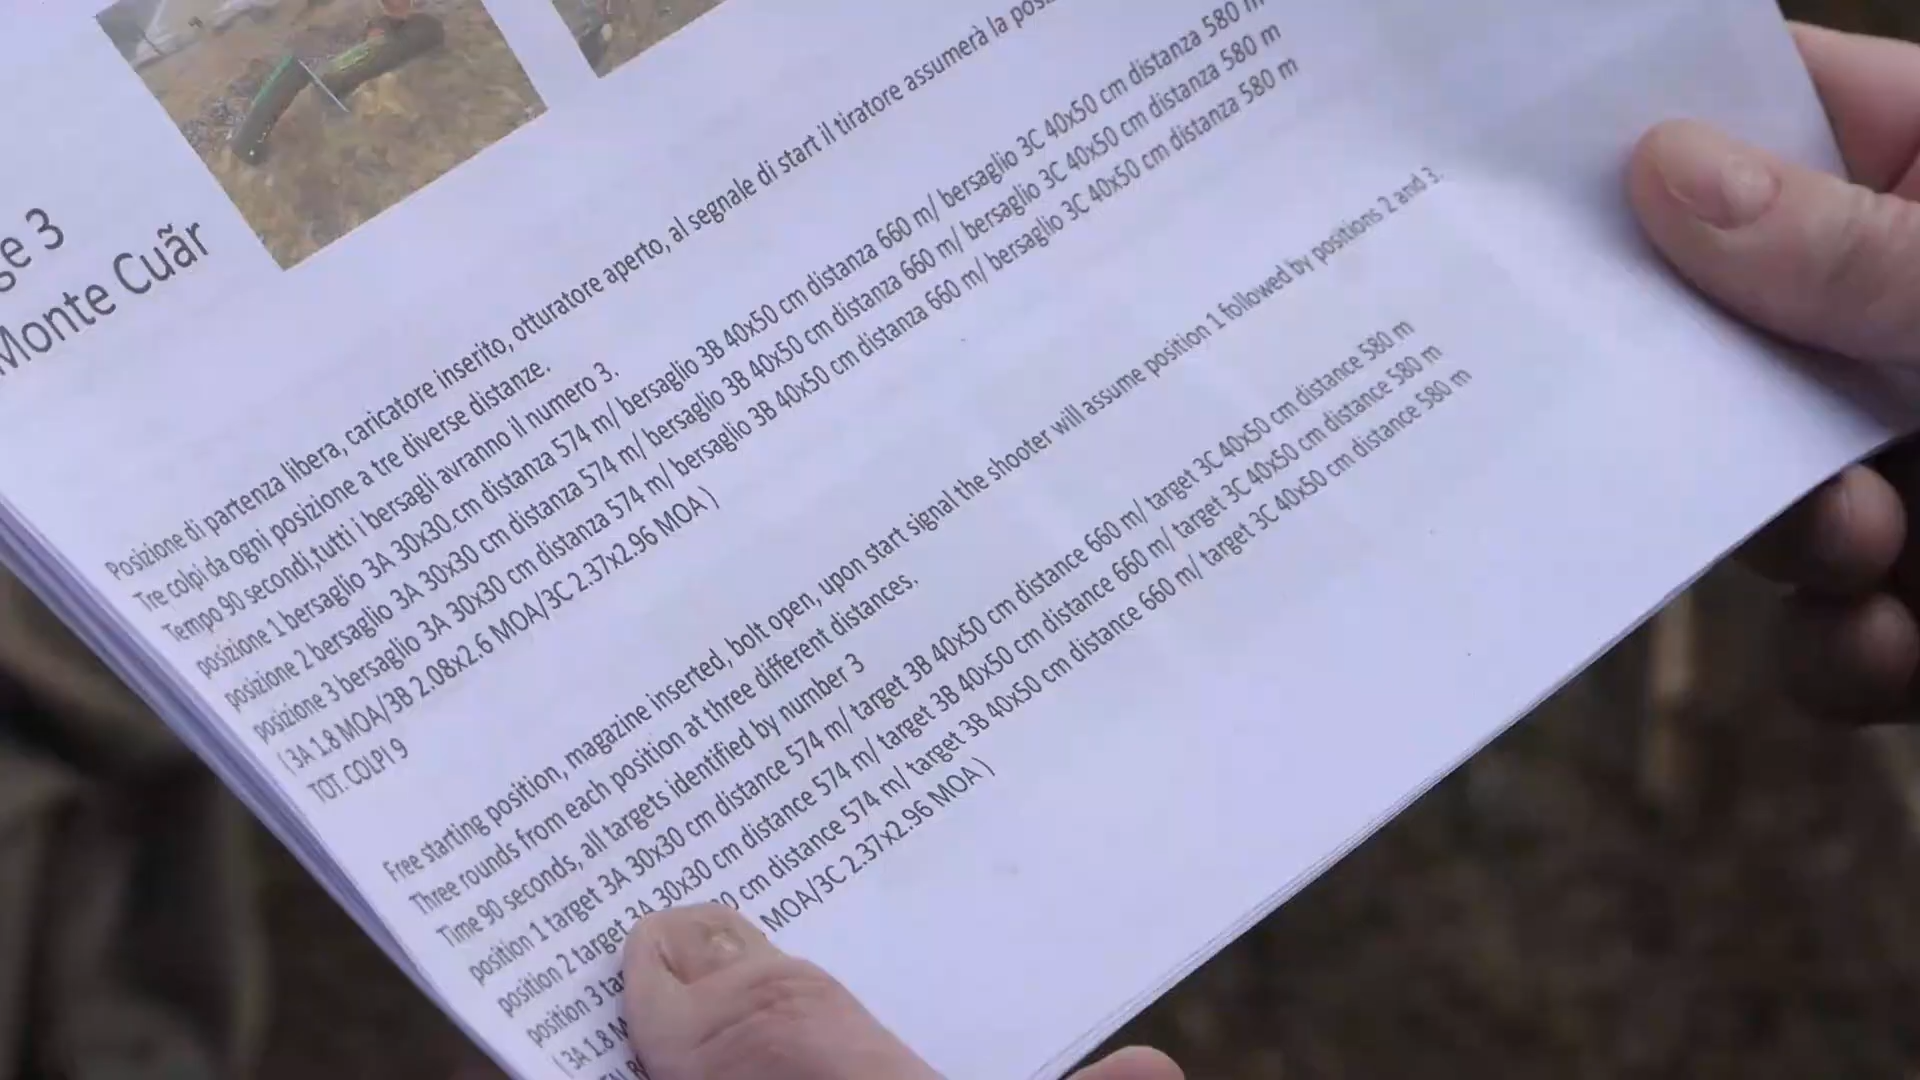 ge 3
Monte Cuãr
Posizione di partenza libera, caricatore inserito, otturatore aperto, al segnale di start il tiratore assumerà la
Tre colpi da ogni posizione a tre diverse distanze.
Tempo 90 secondi,tutti i bersagli avranno il numero 3.
posizione 1 bersaglio 3A 30x30.cm distanza 574 m/ bersaglio 3B 40x50 cm distanza 660 m/ bersaglio 3C 40x50 cm distanza 580 m
posizione 2 bersaglio 3A 30x30 cm distanza 574 m/ bersaglio 3B 40x50 cm distanza 660 m/ bersaglio 3C 40x50 cm distanza 580 m
posizione 3 bersaglio 3A 30x30 cm distanza 574 m/ bersaglio 3B 40x50 cm distanza 660 m/ bersaglio 3C 40x50 cm distanza 580 m
( 3A 1.8 MOA/3B 2.08x2.6 MOA/3C 2.37x2.96 MOA )
TOT. COLPI 9
Free starting position, magazine inserted, bolt open, upon start signal the shooter will assume position 1 followed by positions 2 and 3.
Three rounds from each position at three different distances.
Time 90 seconds, all targets identified by number 3
position 1 target 3A 30x30 cm distance 574 m/ target 3B 40x50 cm distance 660 m/ target 3C 40x50 cm distance 580 m
position 2 target 3A 30x30 cm distance 574 m/ target 3B 40x50 cm distance 660 m/ target 3C 40x50 cm distance 580 m
position 3 cm distance 574 m/ target 3B 40x50 cm distance 660 m/ target 3C 40x50 cm distance 580 m
( 3A 1.8 MOA/3C 2.37x2.96 MOA )